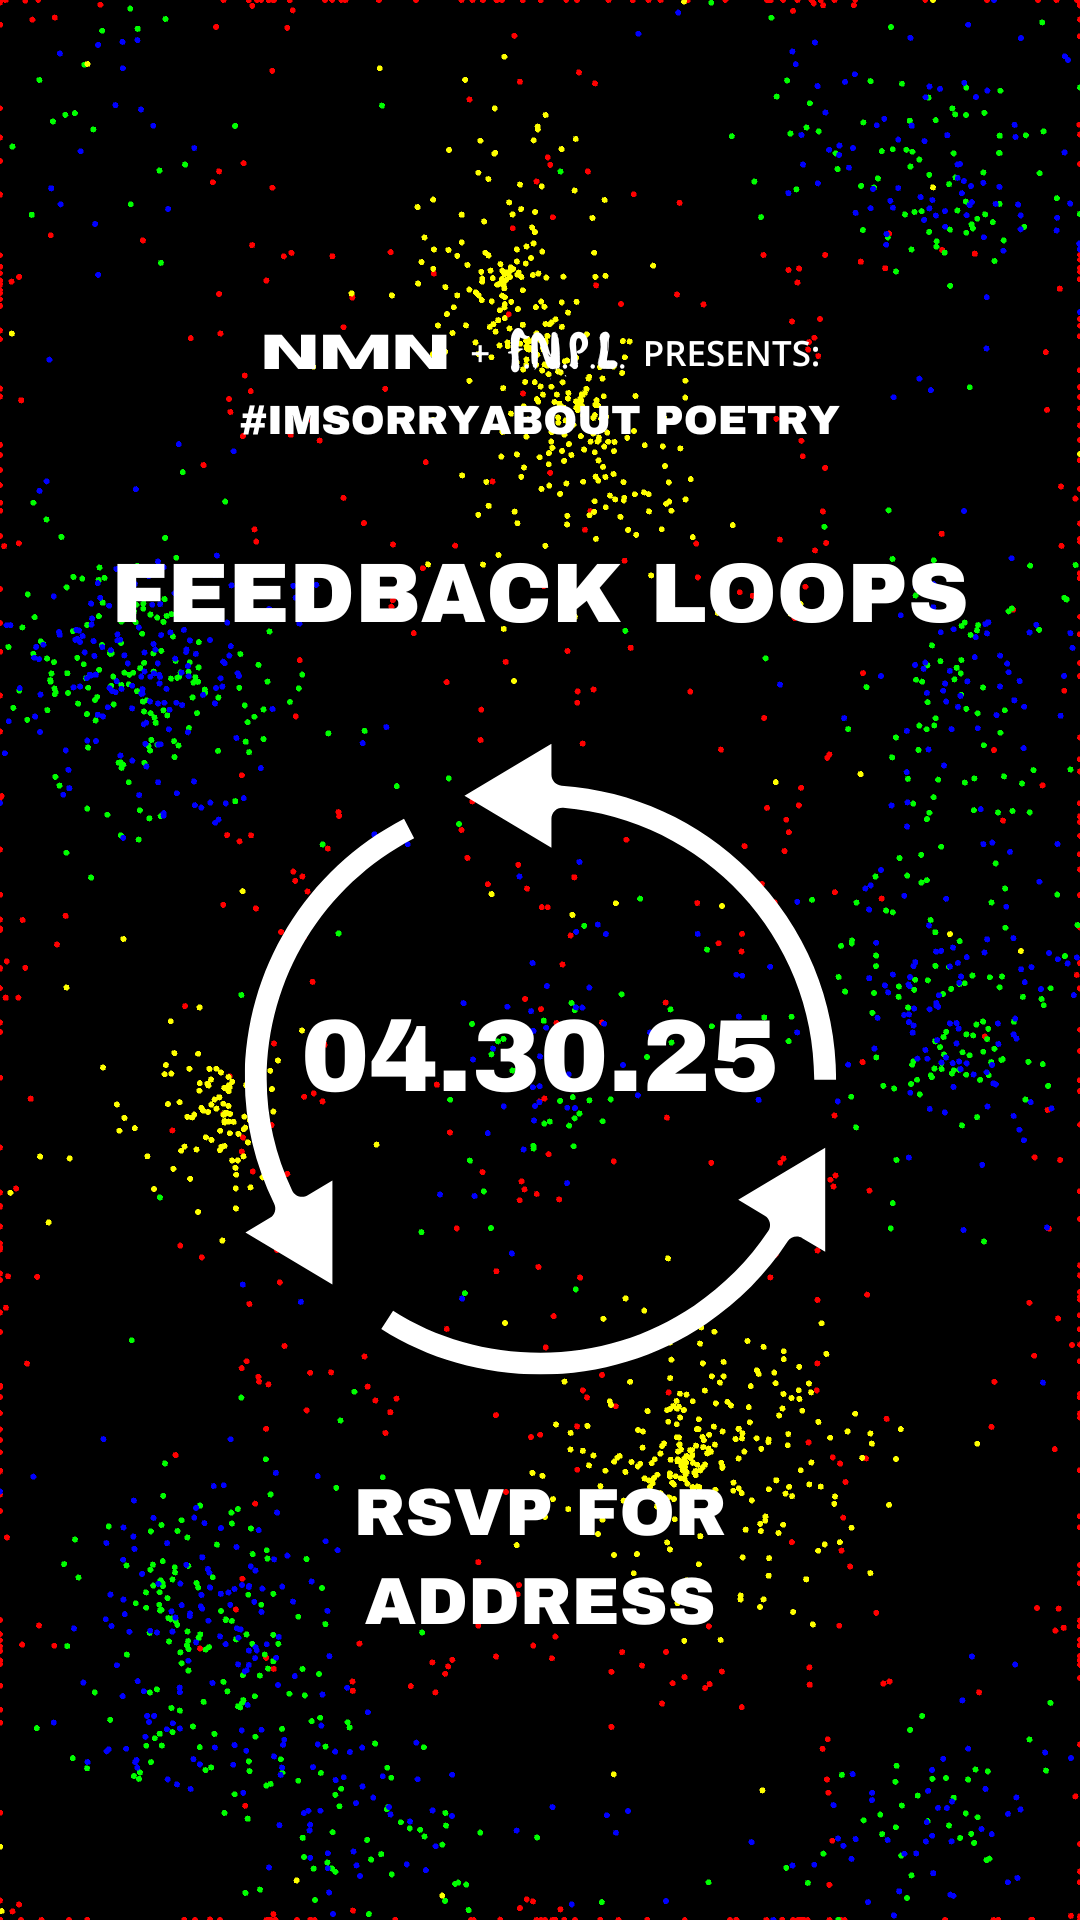 NMN + F.N.P.L. PRESENTS:
#IMSORRYABOUT POETRY
FEEDBACK LOOPS
04.30.25
RSVP FOR
ADDRESS